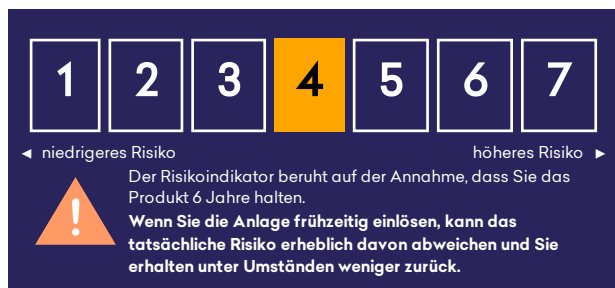 1 2 3 4 5 6 7
◄ niedrigeres Risiko höheres Risiko ►
Der Risikoindikator beruht auf der Annahme, dass Sie das
Produkt 6 Jahre halten.
Wenn Sie die Anlage frühzeitig einlösen, kann das
tatsächliche Risiko erheblich davon abweichen und Sie
erhalten unter Umständen weniger zurück.